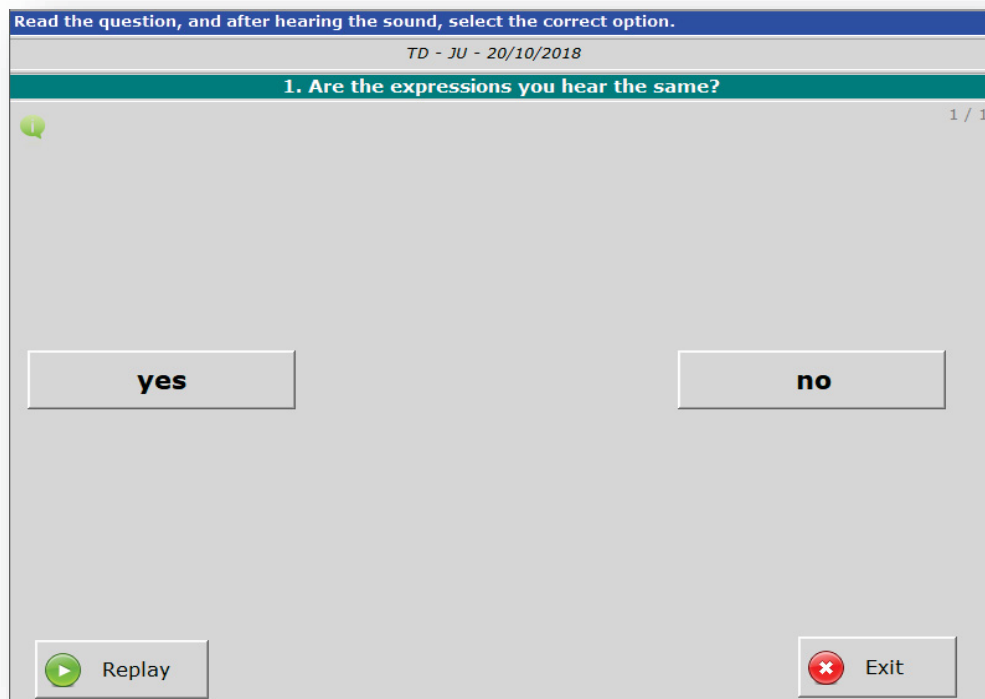 Read the question, and after hearing the sound, select the correct option.
TD - JU - 20/10/2018
1. Are the expressions you hear the same?
1 / 1
yes
no
Replay
Exit